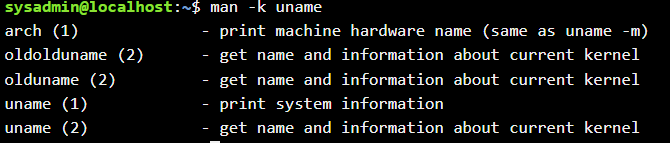 sysadmin@localhost:~$ man -k uname
arch (1)             - print machine hardware name (same as uname -m)
oldolduname (2)      - get name and information about current kernel
olduname (2)         - get name and information about current kernel
uname (1)            - print system information
uname (2)            - get name and information about current kernel